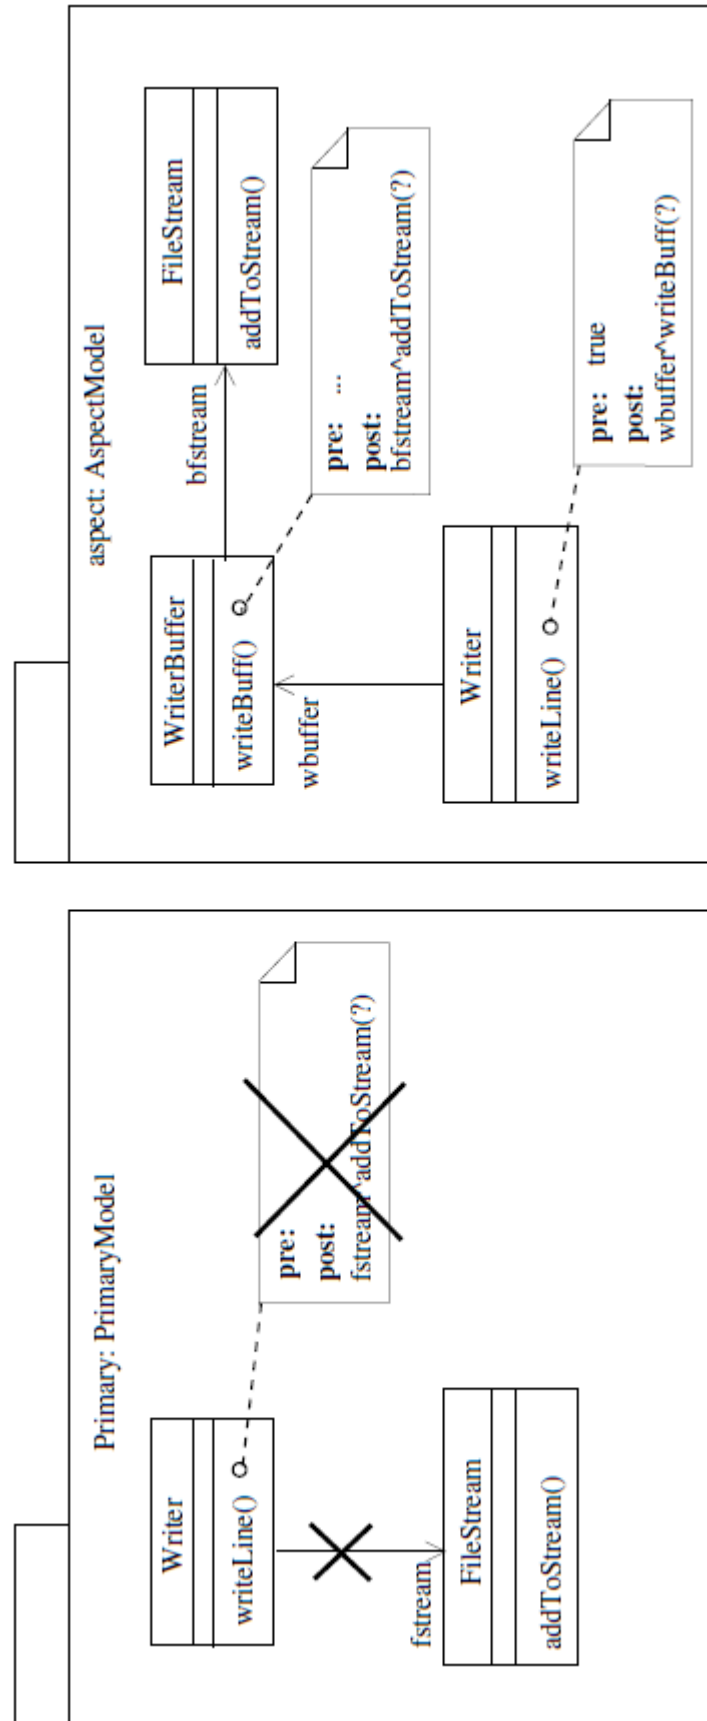 Primary: PrimaryModel
Writer
writeLine()
pre:
post:
fstream^addToStream(?)
fstream
FileStream
addToStream()
aspect: AspectModel
WriterBuffer
writeBuff()
bfstream
FileStream
addToStream()
pre: ...
post:
bfstream^addToStream(?)
wbuffer
Writer
writeLine()
pre: true
post:
wbuffer^writeBuff(?)